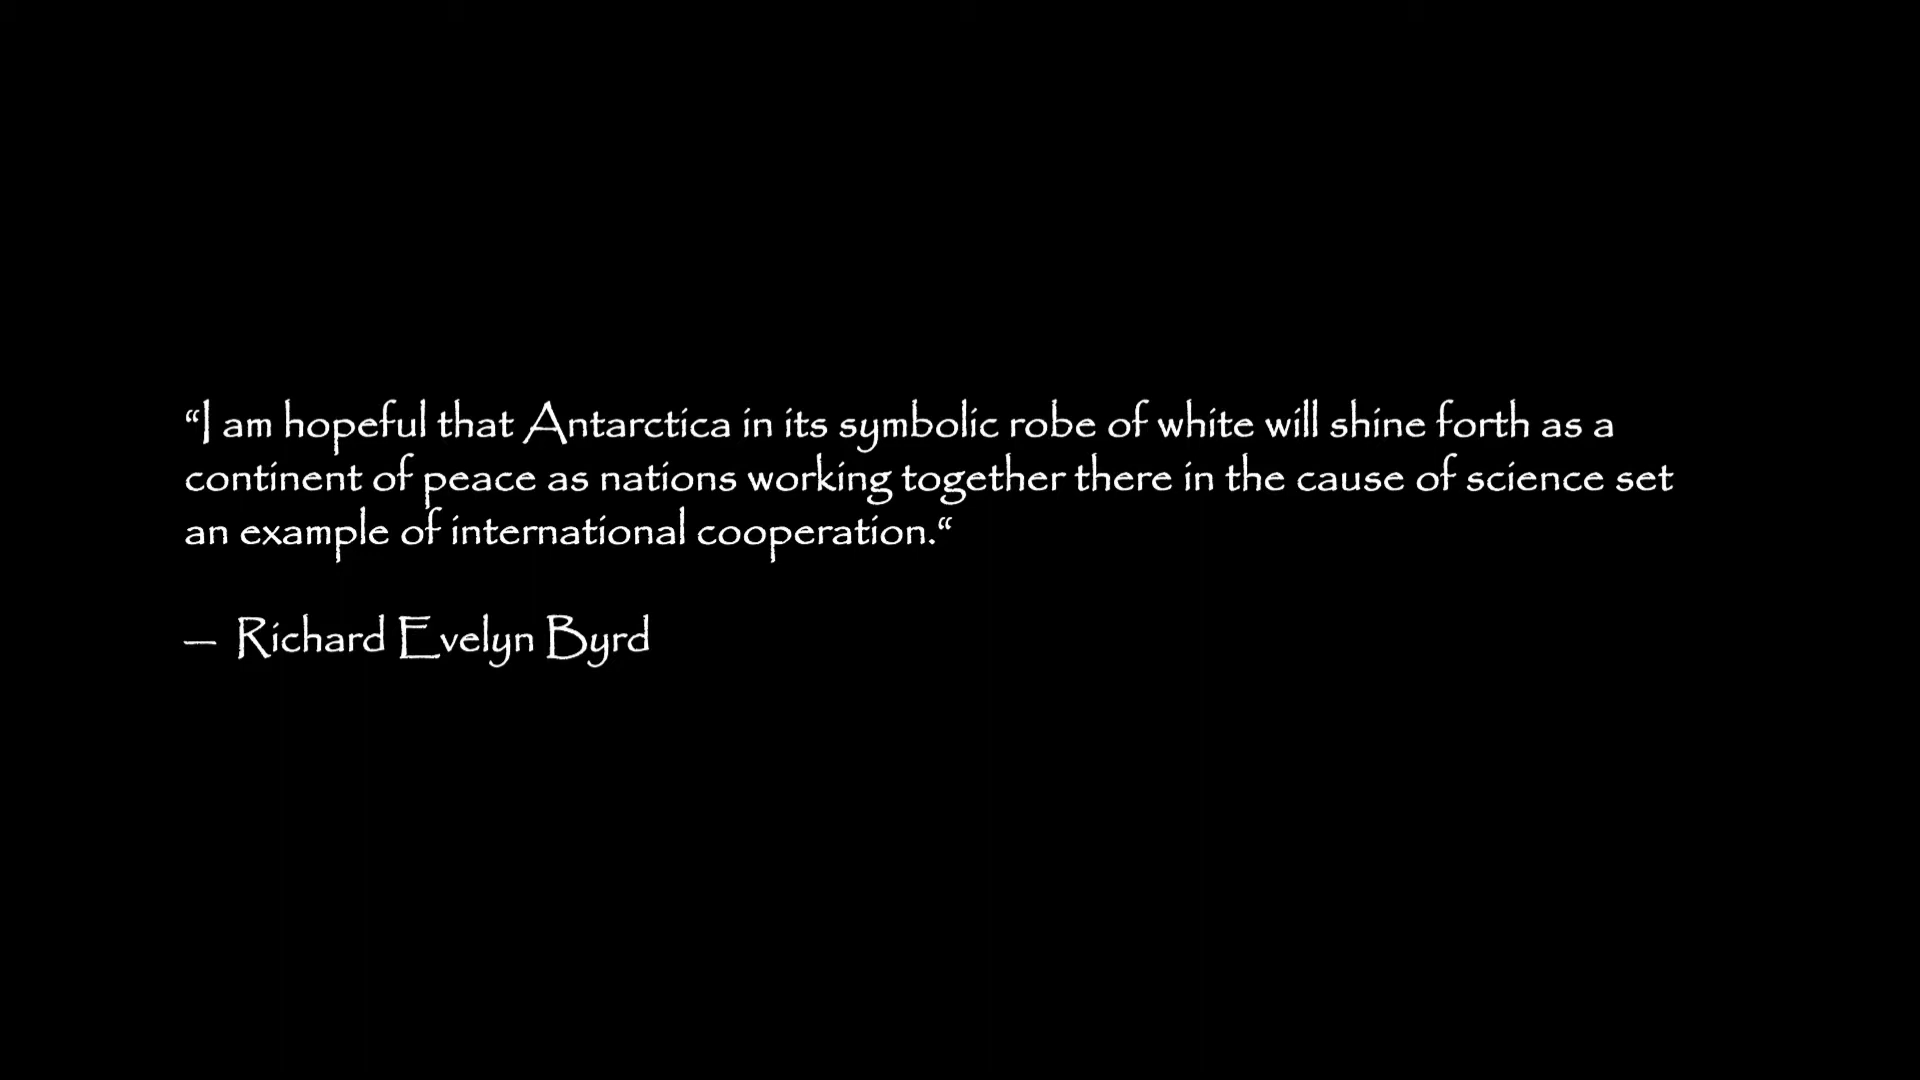 “I am hopeful that Antarctica in its symbolic robe of white will shine forth as a
continent of peace as nations working together there in the cause of science set
an example of international cooperation.“
— Richard Evelyn Byrd